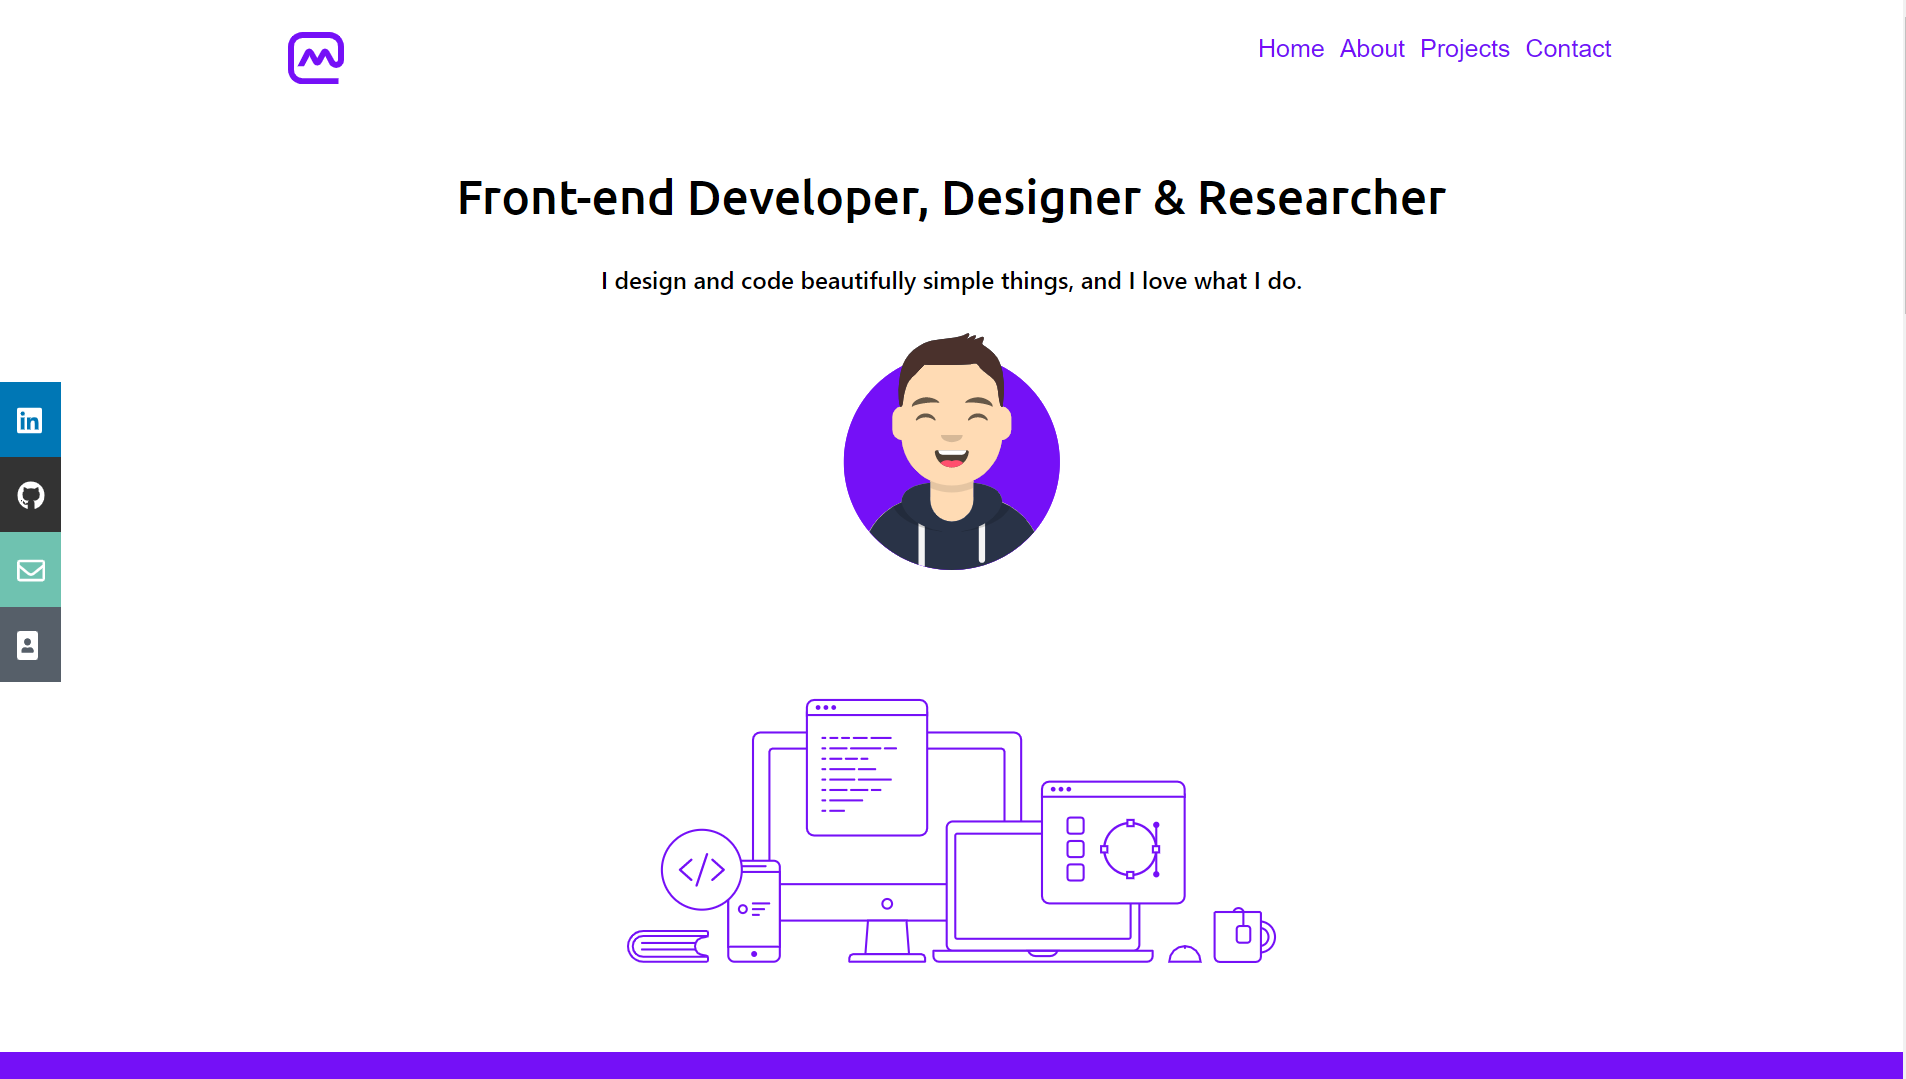 Home About Projects Contact
Front-end Developer, Designer & Researcher
I design and code beautifully simple things, and I love what I do.
in
</>